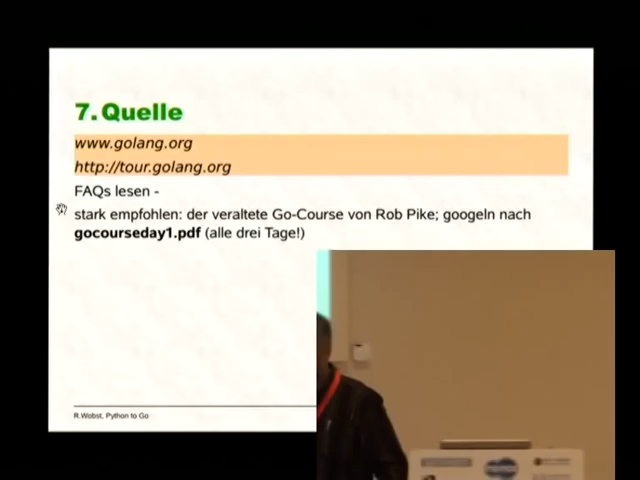 7. Quelle
www.golang.org
http://tour.golang.org
FAQs lesen -
stark empfohlen: der veraltete Go-Course von Rob Pike; googeln nach
gocourseday1.pdf (alle drei Tage!)
R.Wobst, Python to Go